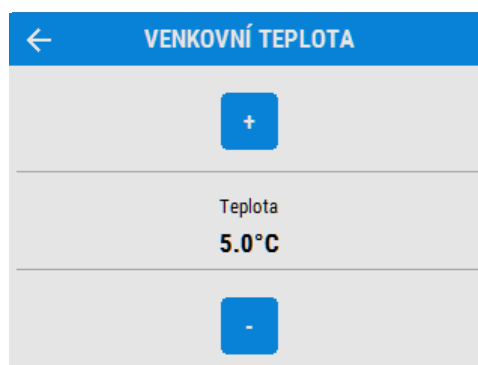 VENKOVNÍ TEPLOTA
+
Teplota
5.0°C
-